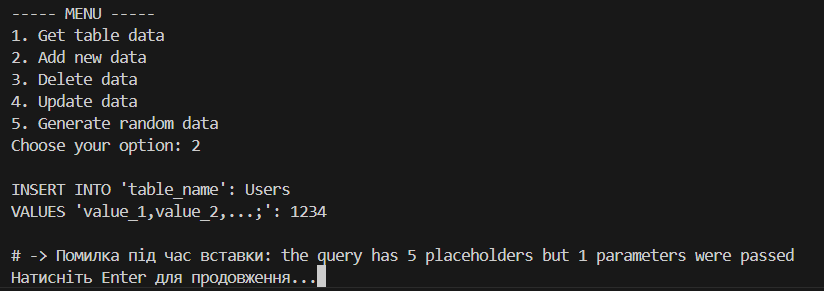 ----- MENU -----
1. Get table data
2. Add new data
3. Delete data
4. Update data
5. Generate random data
Choose your option: 2
INSERT INTO 'table_name': Users
VALUES 'value_1,value_2,...;': 1234
# -> Помилка під час вставки: the query has 5 placeholders but 1 parameters were passed
Натисніть Enter для продовження...